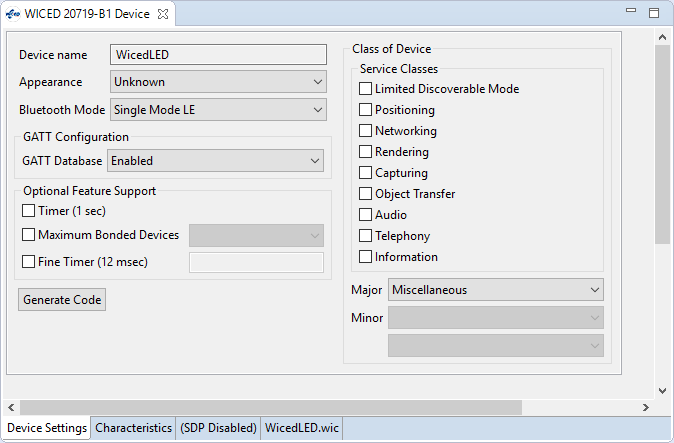 WICED 20719-B1 Device
Device name WicedLED
Appearance Unknown
Bluetooth Mode Single Mode LE
GATT Configuration
GATT Database Enabled
Optional Feature Support
Timer (1 sec)
Maximum Bonded Devices
Fine Timer (12 msec)
Generate Code
Class of Device
Service Classes
Limited Discoverable Mode
Positioning
Networking
Rendering
Capturing
Object Transfer
Audio
Telephony
Information
Major Miscellaneous
Minor
Device Settings Characteristics (SDP Disabled) WicedLED.wic